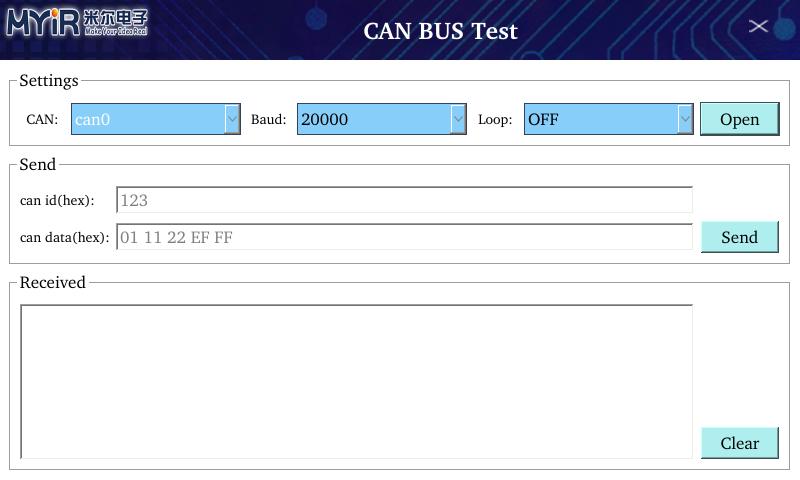 MYiR 米尔电子
Make Your Idea Real
CAN BUS Test
Settings
CAN: can0 Baud: 20000 Loop: OFF Open
Send
can id(hex): 123
can data(hex): 01 11 22 EF FF Send
Received
Clear